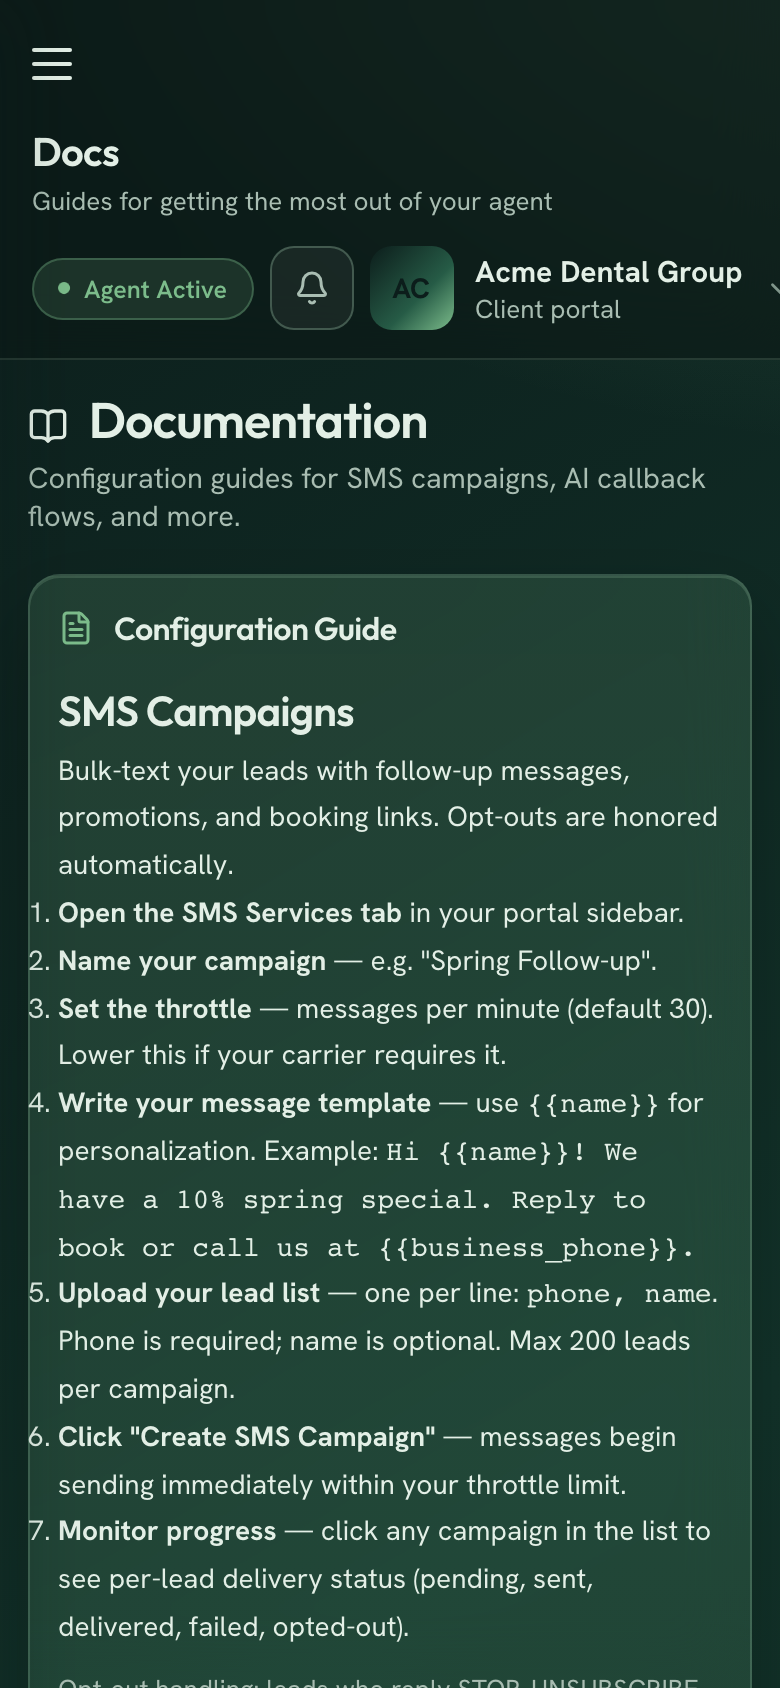 Docs
Guides for getting the most out of your agent
Agent Active
AC
Acme Dental Group
Client portal
Documentation
Configuration guides for SMS campaigns, AI callback
flows, and more.
Configuration Guide
SMS Campaigns
Bulk-text your leads with follow-up messages,
promotions, and booking links. Opt-outs are honored
automatically.
1. Open the SMS Services tab in your portal sidebar.
2. Name your campaign — e.g. "Spring Follow-up".
3. Set the throttle — messages per minute (default 30).
Lower this if your carrier requires it.
4. Write your message template — use {{name}} for
personalization. Example: Hi {{name}}! We
have a 10% spring special. Reply to
book or call us at {{business_phone}}.
5. Upload your lead list — one per line: phone, name.
Phone is required; name is optional. Max 200 leads
per campaign.
6. Click "Create SMS Campaign" — messages begin
sending immediately within your throttle limit.
7. Monitor progress — click any campaign in the list to
see per-lead delivery status (pending, sent,
delivered, failed, opted-out).
Opt-out handling: leads who reply STOP, UNSUBSCRIBE,